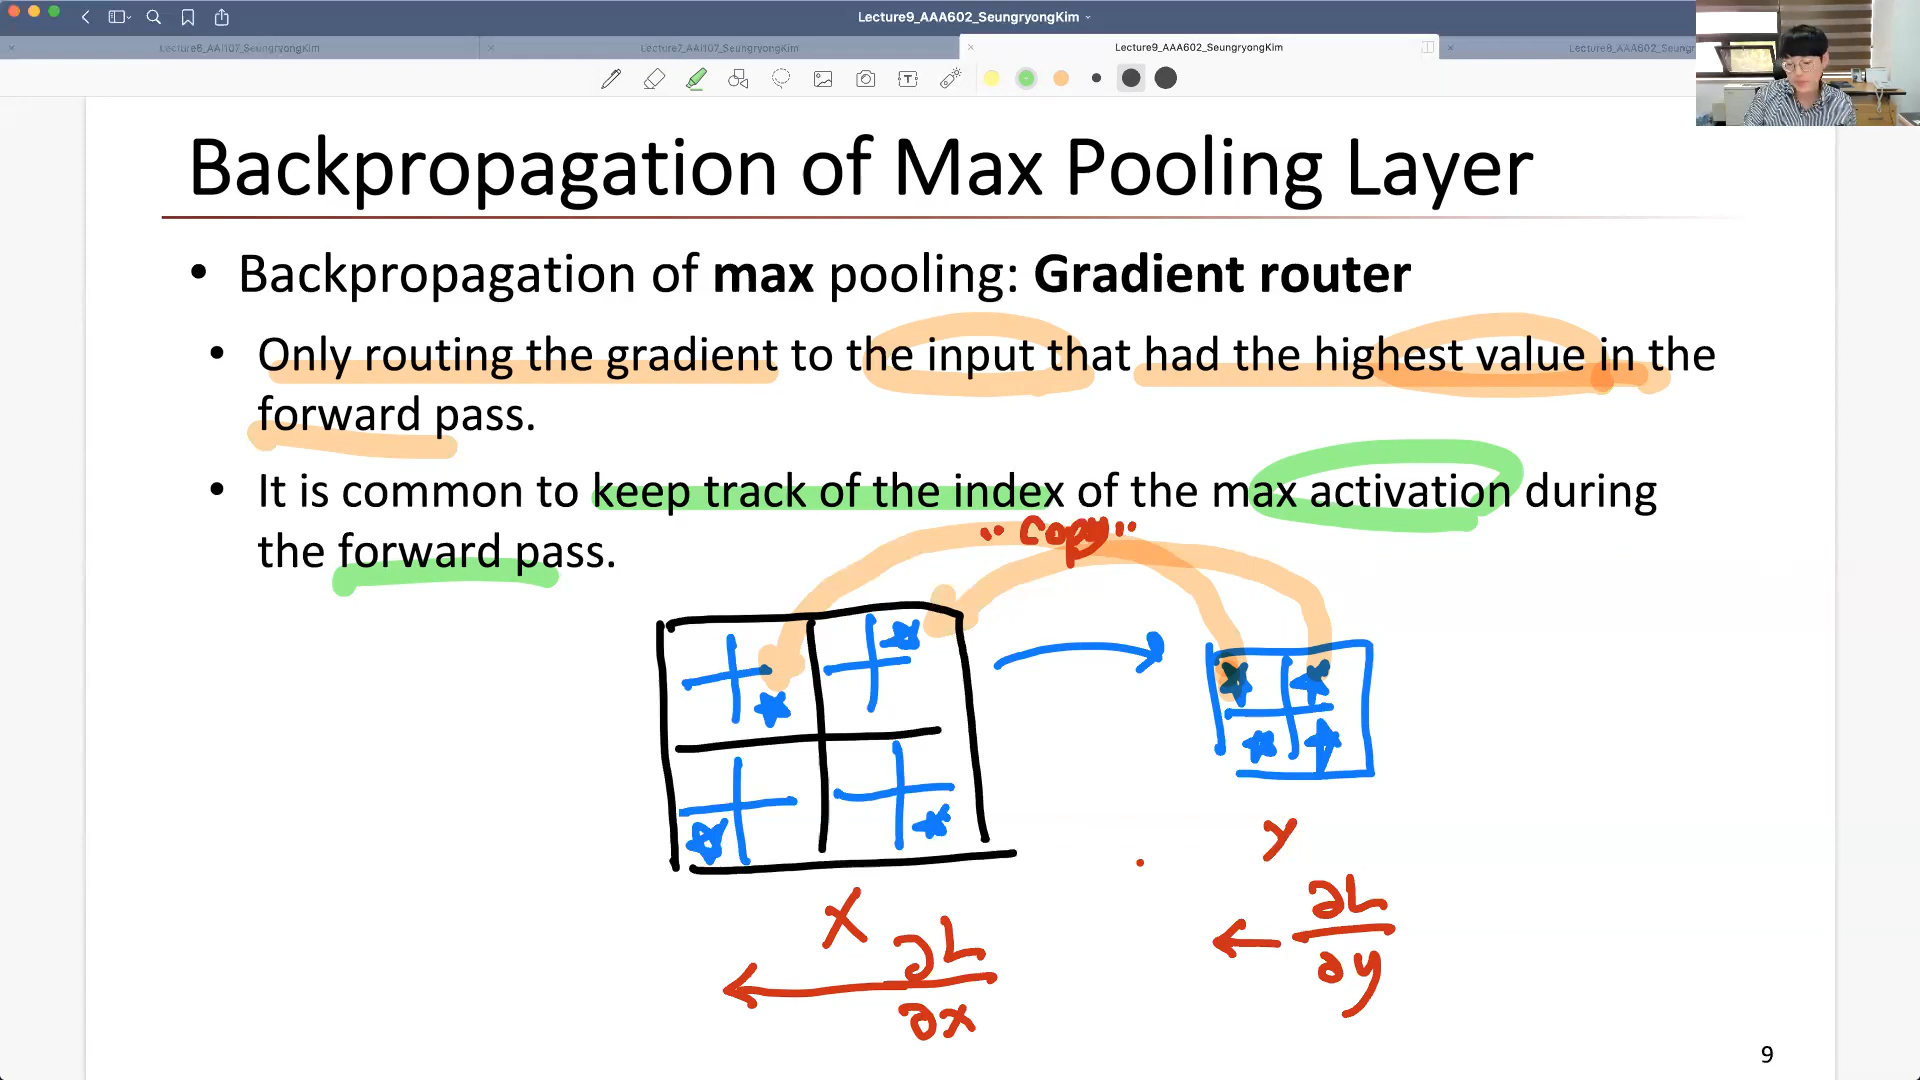 Lecture9_AAA602_SeungryongKim
Lecture6_AAI107_SeungryongKim
Lecture7_AAI107_SeungryongKim
Lecture9_AAA602_SeungryongKim
Lecture8_AAA602_Seungr
Backpropagation of Max Pooling Layer
• Backpropagation of max pooling: Gradient router
• Only routing the gradient to the input that had the highest value in the
forward pass.
• It is common to keep track of the index of the max activation during
the forward pass.
"Copy"
x
y
∂L
∂x
∂L
∂y
9